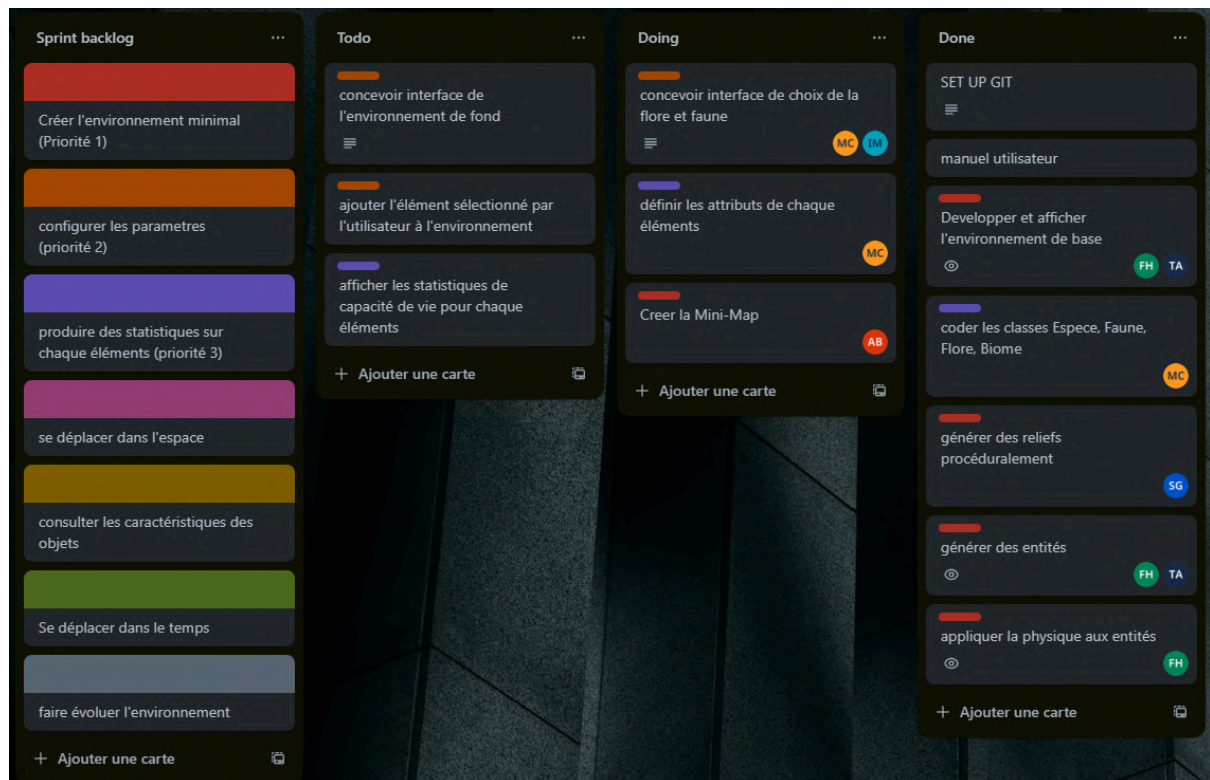 Sprint backlog
Créer l'environnement minimal
(Priorité 1)
configurer les parametres
(priorité 2)
produire des statistiques sur
chaque éléments (priorité 3)
se déplacer dans l'espace
consulter les caractéristiques des
objets
Se déplacer dans le temps
faire évoluer l'environnement
+ Ajouter une carte
Todo
concevoir interface de
l'environnement de fond
ajouter l'élément sélectionné par
l'utilisateur à l'environnement
afficher les statistiques de
capacité de vie pour chaque
éléments
+ Ajouter une carte
Doing
concevoir interface de choix de la
flore et faune
MC IM
définir les attributs de chaque
éléments
MC
Creer la Mini-Map
AB
+ Ajouter une carte
Done
SET UP GIT
manuel utilisateur
Developper et afficher
l'environnement de base
FH TA
coder les classes Espece, Faune,
Flore, Biome
MC
générer des reliefs
procéduralement
SG
générer des entités
FH TA
appliquer la physique aux entités
FH
+ Ajouter une carte